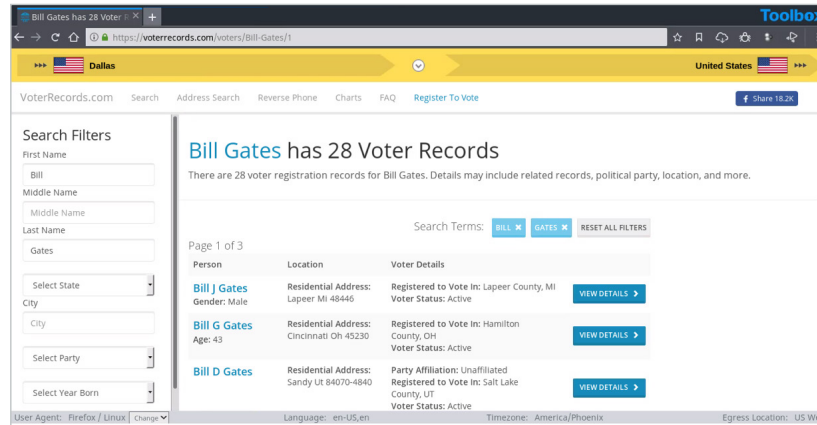 Toolbox
Bill Gates has 28 Voter R
https://voterrecords.com/voters/Bill-Gates/1
Dallas
United States
VoterRecords.com Search Address Search Reverse Phone Charts FAQ Register To Vote
Share 18.2K
Search Filters
First Name
Bill
Middle Name
Middle Name
Last Name
Gates
Select State
City
City
Select Party
Select Year Born
Bill Gates has 28 Voter Records
There are 28 voter registration records for Bill Gates. Details may include related records, political party, location, and more.
Search Terms: BILL ✖ GATES ✖ RESET ALL FILTERS
Page 1 of 3
Person Location Voter Details
Bill J Gates
Gender: Male
Residential Address:
Lapeer Mi 48446
Registered to Vote In: Lapeer County, MI
Voter Status: Active
VIEW DETAILS
Bill G Gates
Age: 43
Residential Address:
Cincinnati Oh 45230
Registered to Vote In: Hamilton
County, OH
Voter Status: Active
VIEW DETAILS
Bill D Gates
Residential Address:
Sandy Ut 84070-4840
Party Affiliation: Unaffiliated
Registered to Vote In: Salt Lake
County, UT
Voter Status: Active
VIEW DETAILS
User Agent: Firefox / Linux Change Language: en-US,en Timezone: America/Phoenix Egress Location: US We